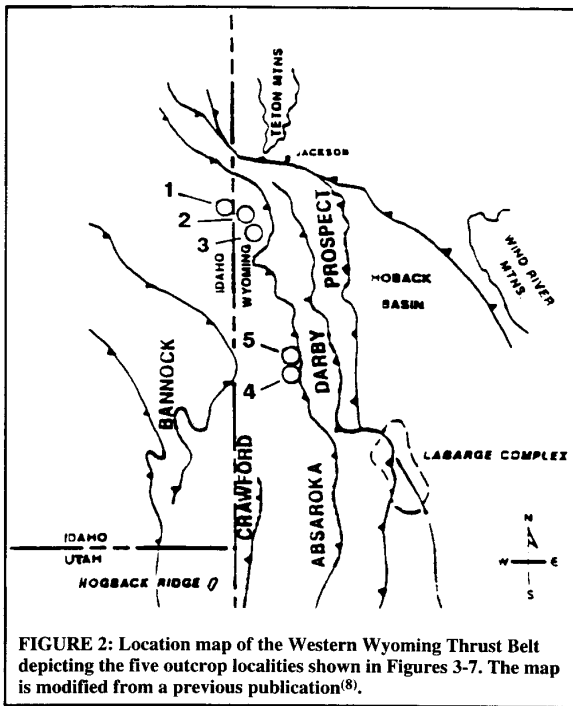 TETON MTNS
JACKSON
1
2
3
IDAHO
WYOMING
PROSPECT
HOBACK
BASIN
WIND RIVER
MTNS.
BANNOCK
5
4
DARBY
CRAWFORD
ABSAROKA
LABARGE COMPLEX
IDAHO
UTAH
HOGBACK RIDGE
N
W E
S
FIGURE 2: Location map of the Western Wyoming Thrust Belt
depicting the five outcrop localities shown in Figures 3-7. The map
is modified from a previous publication(8).